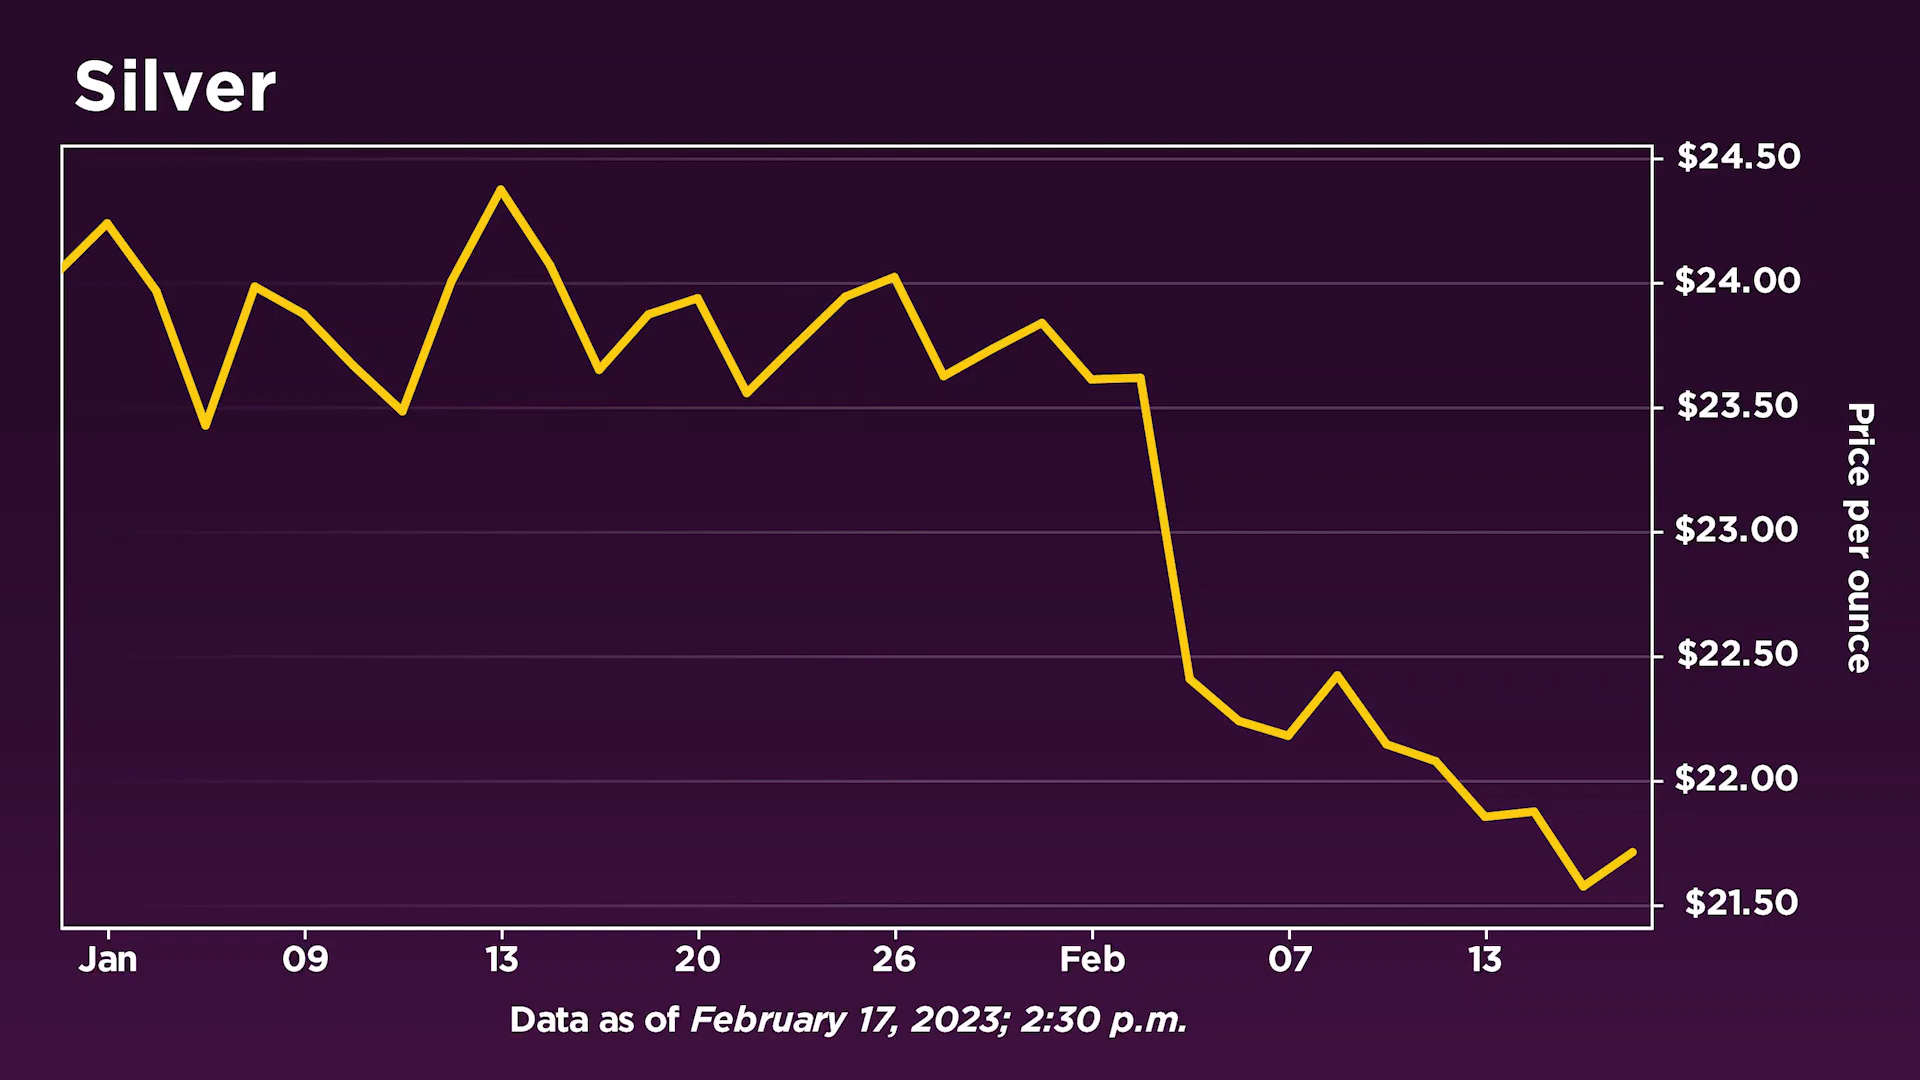 Silver
$24.50
$24.00
$23.50
$23.00
$22.50
$22.00
$21.50
Price per ounce
Jan 09 13 20 26 Feb 07 13
Data as of February 17, 2023; 2:30 p.m.